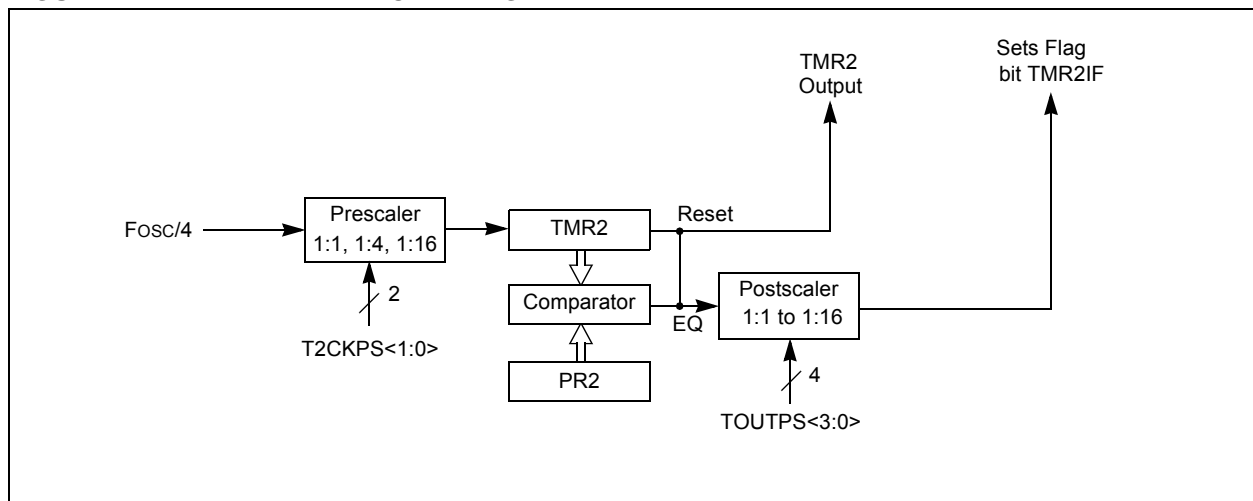 TMR2
Output
Sets Flag
bit TMR2IF
FOSC/4
Prescaler
1:1, 1:4, 1:16
2
T2CKPS<1:0>
TMR2
Reset
Comparator
EQ
PR2
Postscaler
1:1 to 1:16
4
TOUTPS<3:0>